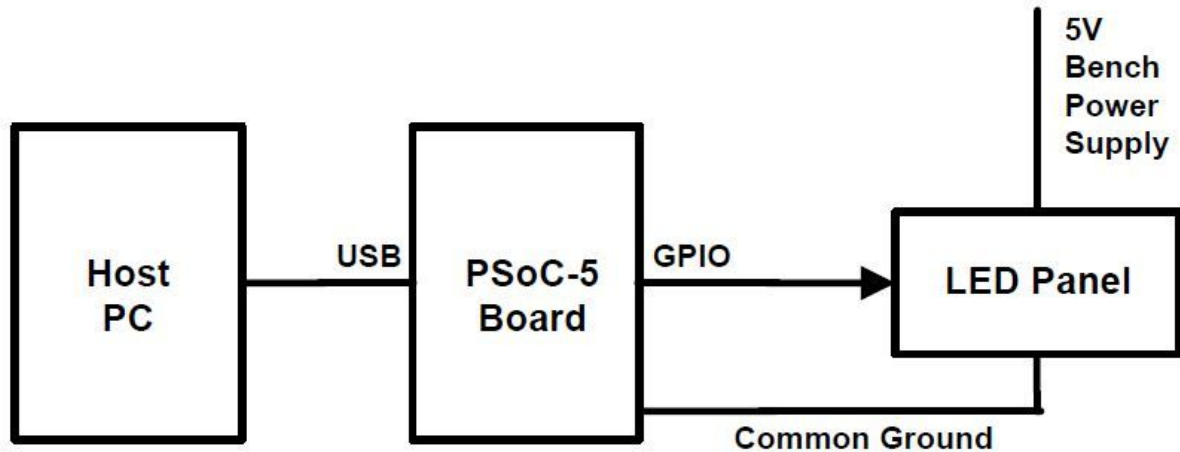 5V
Bench
Power
Supply
Host
PC
USB
PSoC-5
Board
GPIO
LED Panel
Common Ground